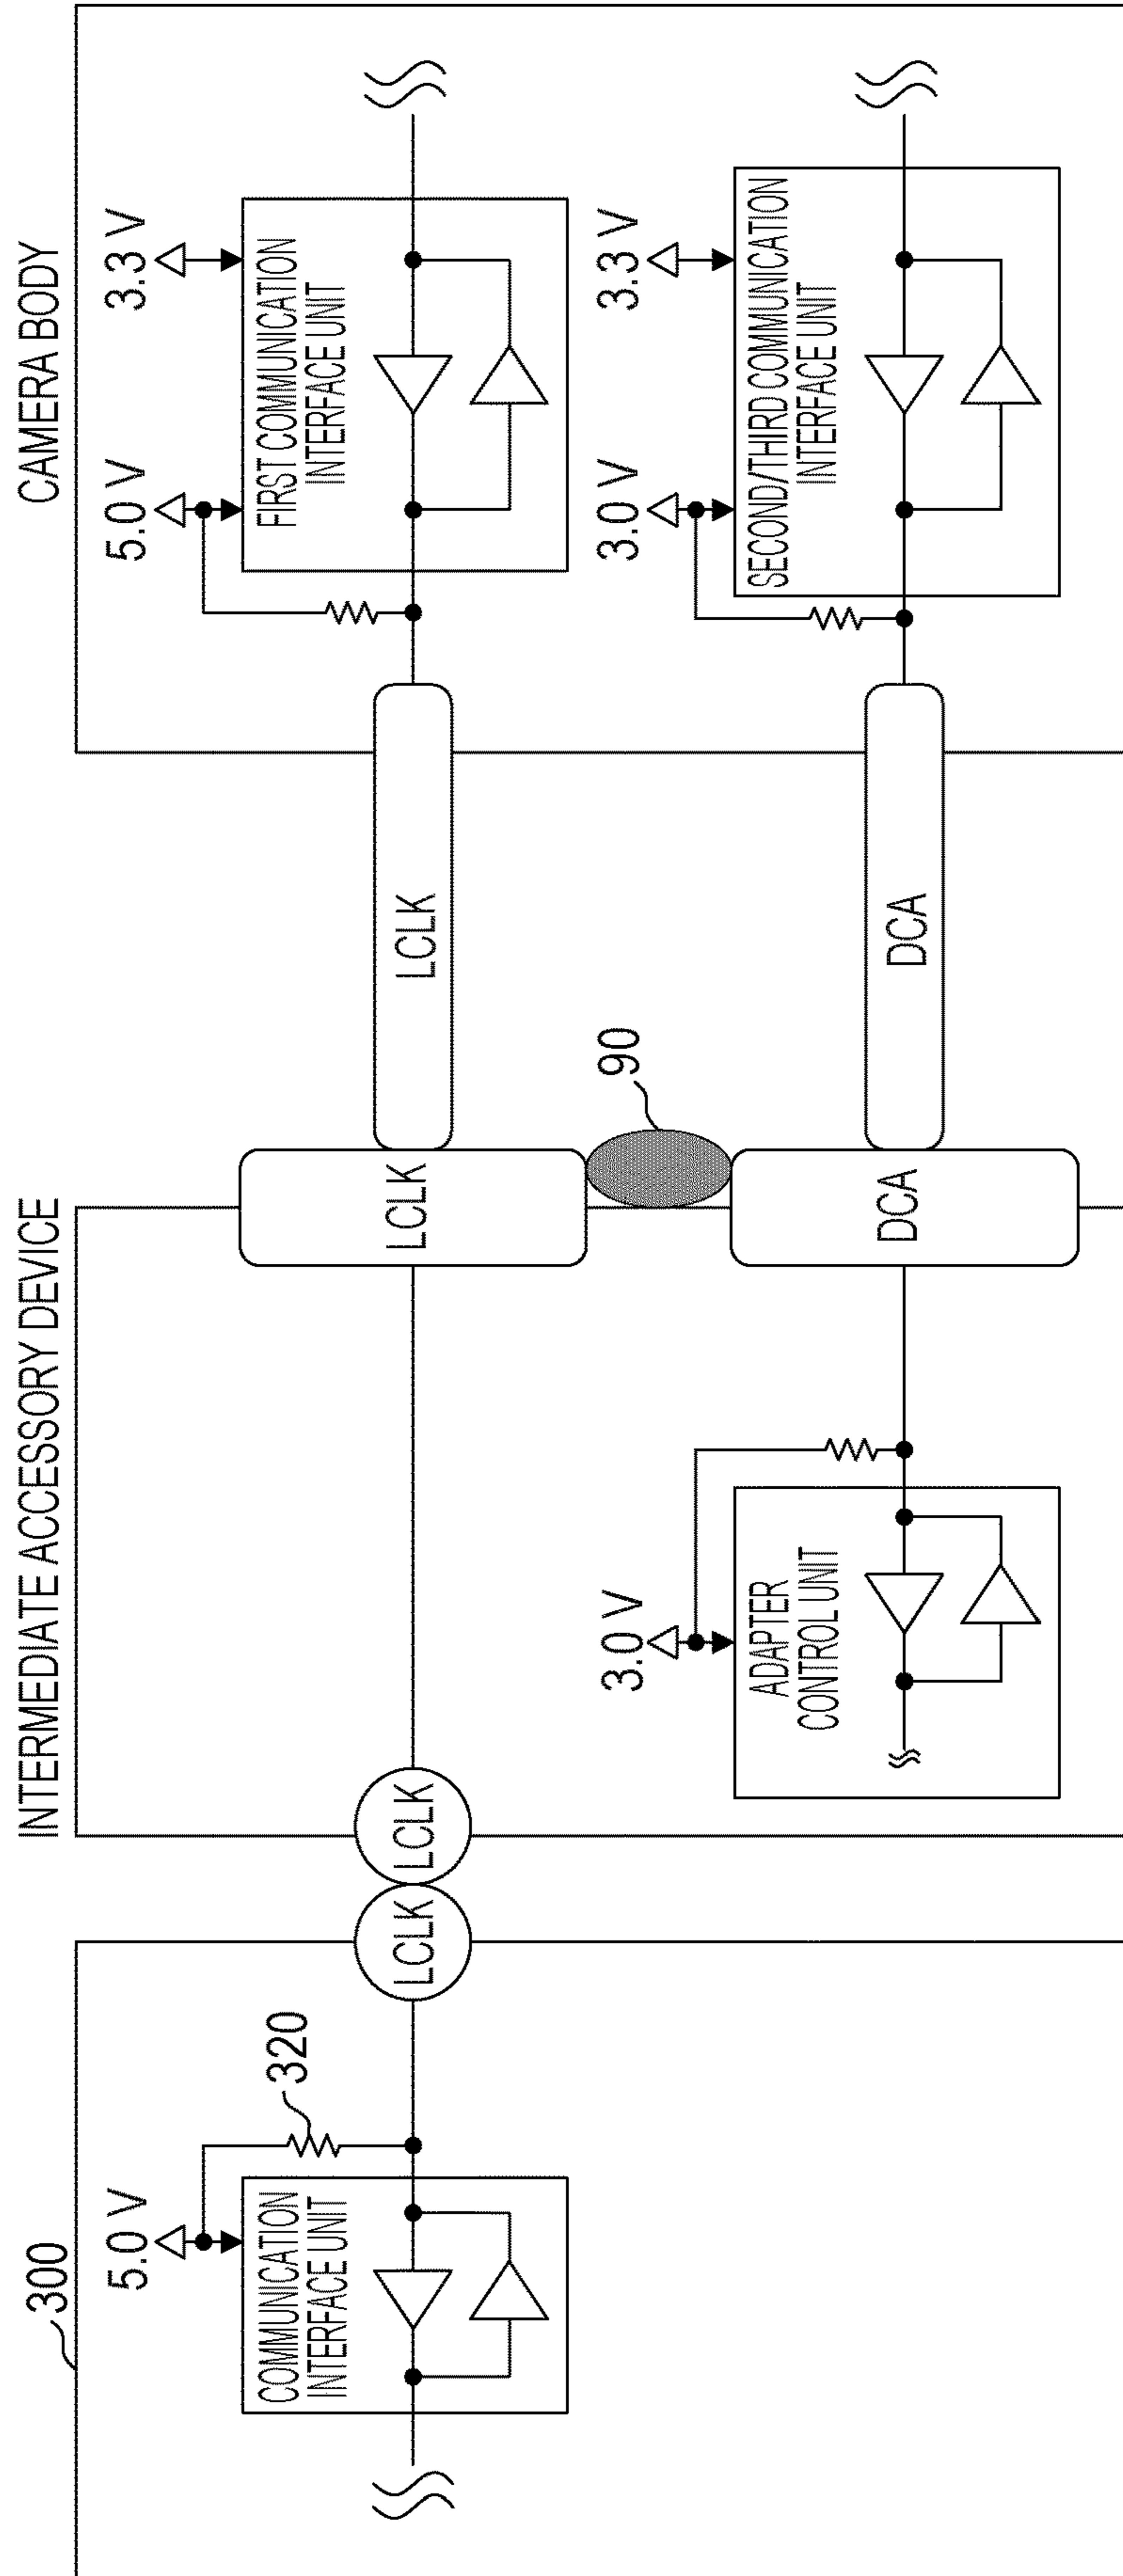 300
INTERMEDIATE ACCESSORY DEVICE
CAMERA BODY
5.0 V
320
COMMUNICATION
INTERFACE UNIT
LCLK
LCLK
LCLK
LCLK
5.0 V
3.3 V
FIRST COMMUNICATION
INTERFACE UNIT
90
3.0 V
ADAPTER
CONTROL UNIT
DCA
DCA
3.0 V
3.3 V
SECOND/THIRD COMMUNICATION
INTERFACE UNIT